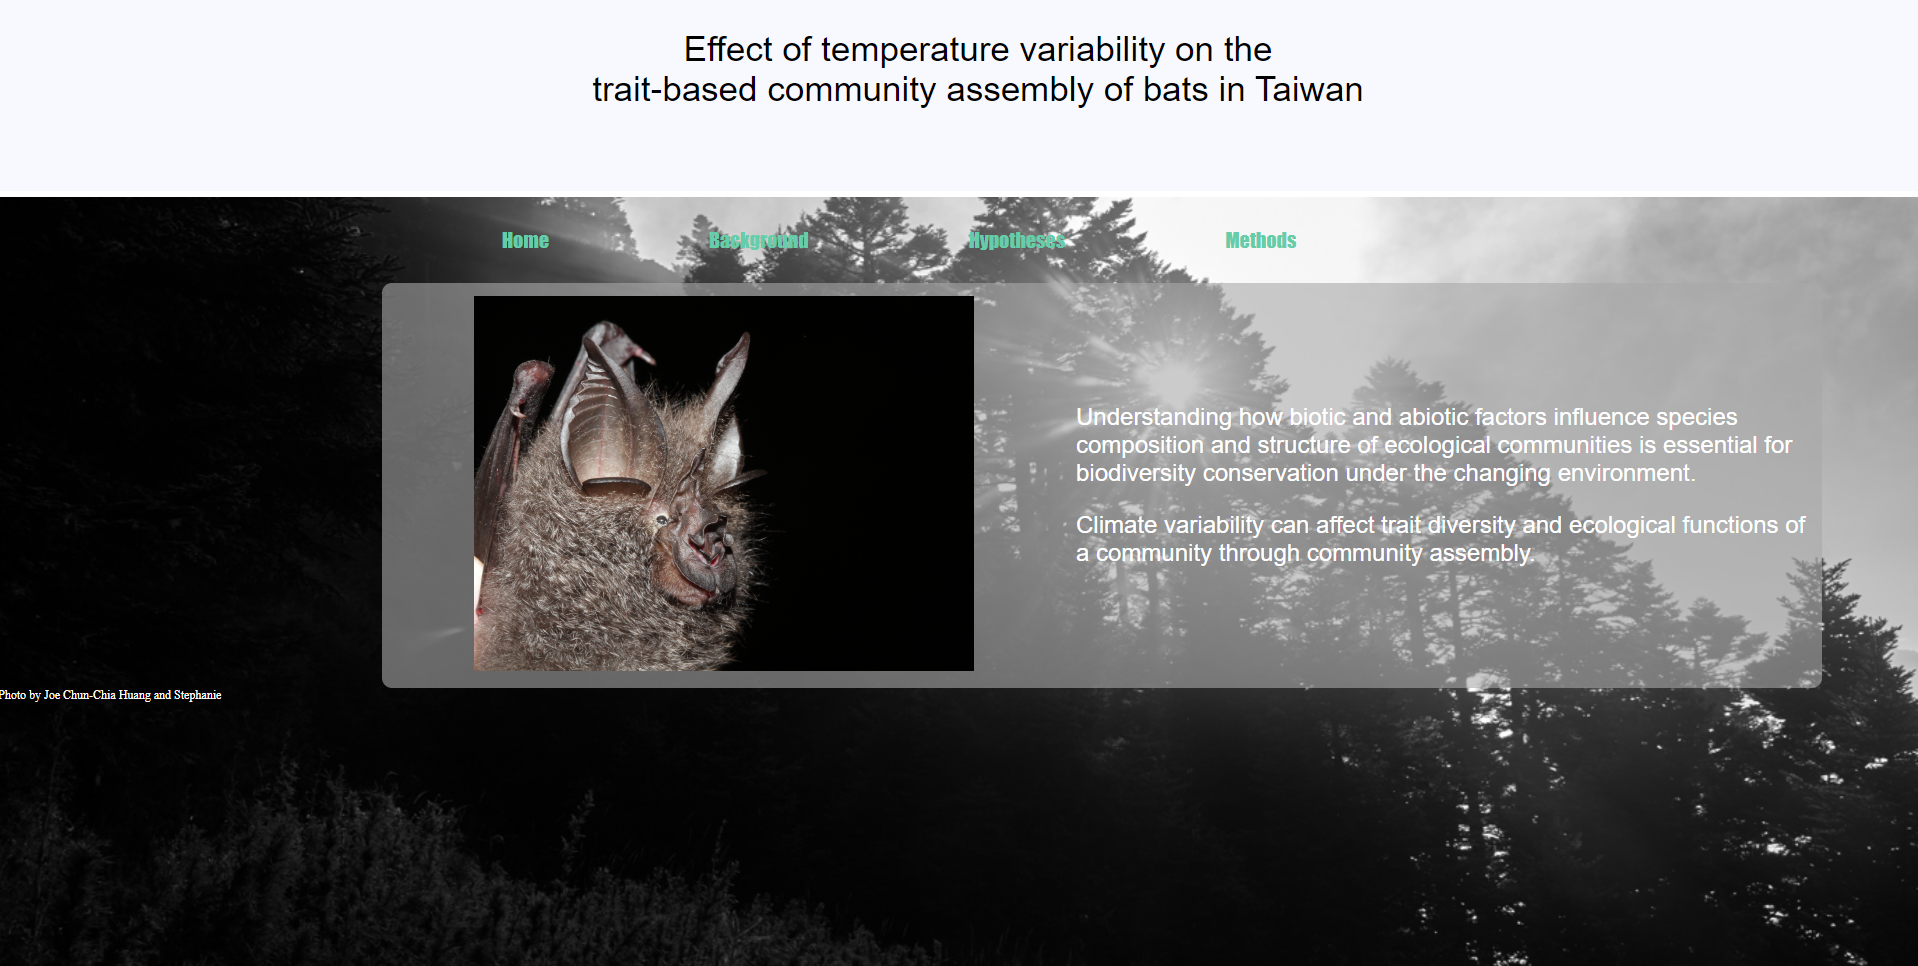 Effect of temperature variability on the
trait-based community assembly of bats in Taiwan
Home Background Hypotheses Methods
Understanding how biotic and abiotic factors influence species
composition and structure of ecological communities is essential for
biodiversity conservation under the changing environment.
Climate variability can affect trait diversity and ecological functions of
a community through community assembly.
Photo by Joe Chun-Chia Huang and Stephanie